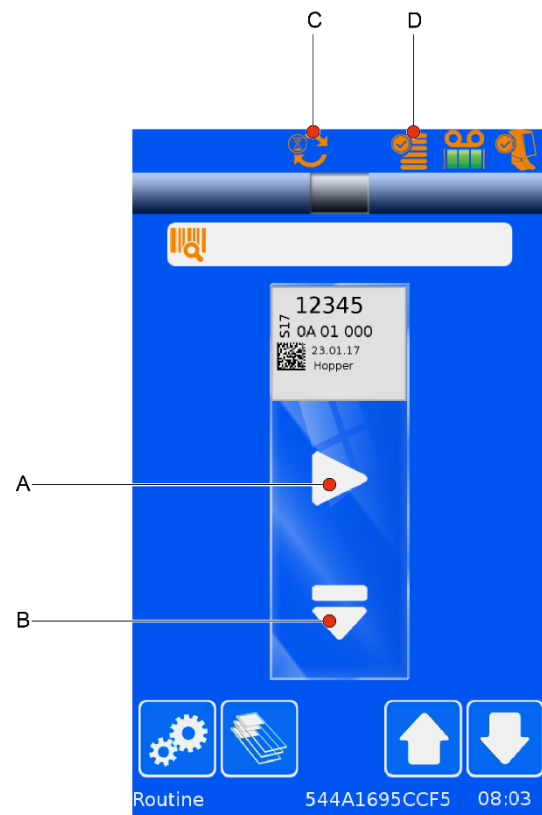 C
D
12345
S17
0A 01 000
23.01.17
Hopper
A
B
Routine
544A1695CCF5
08:03